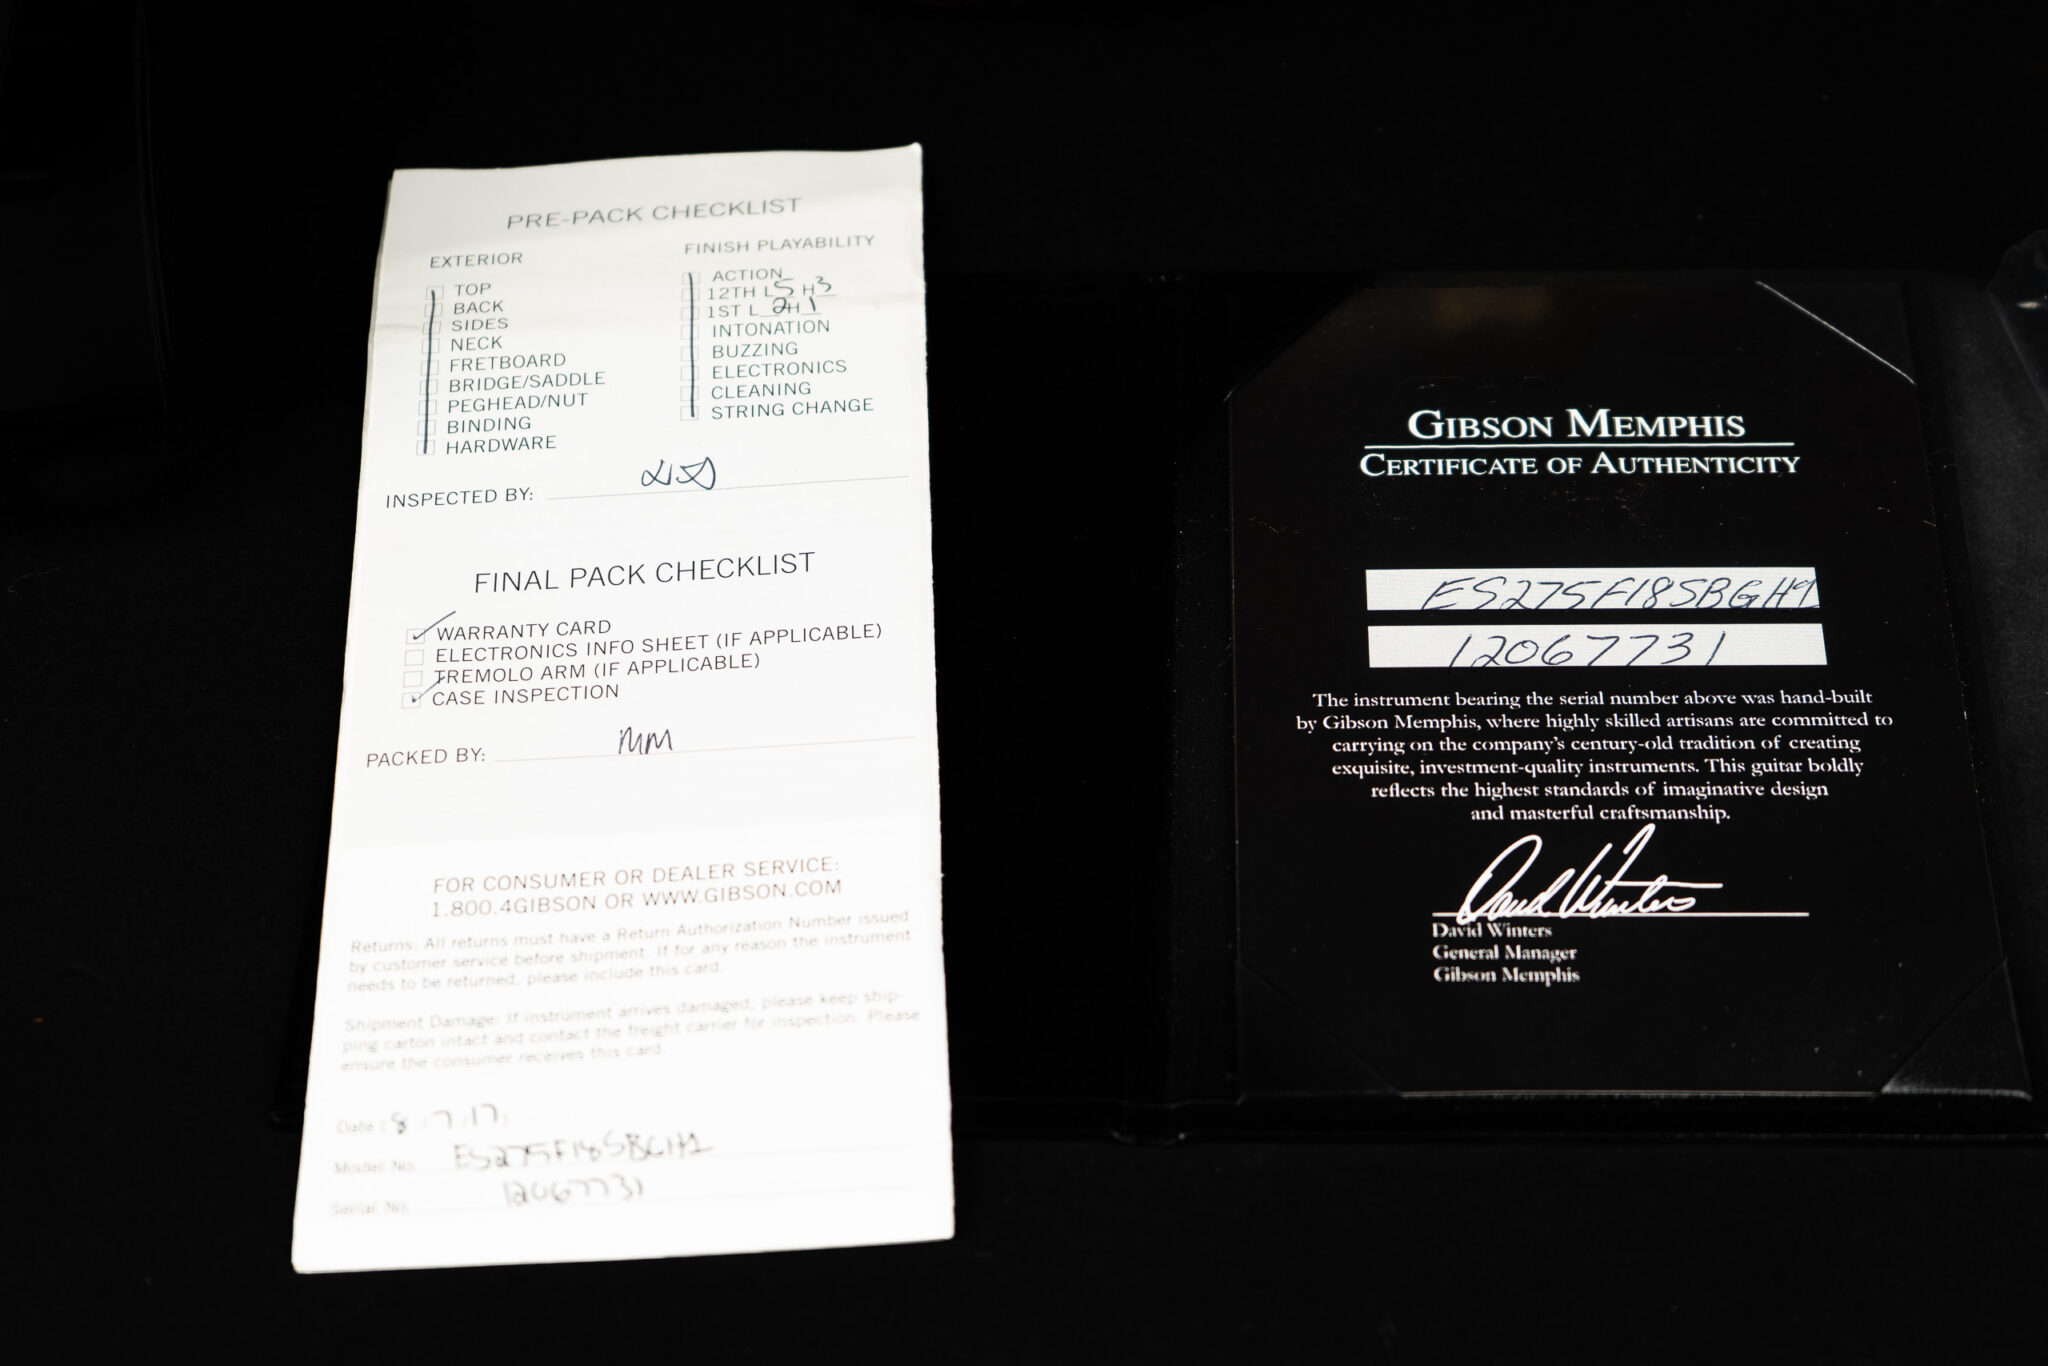 PRE-PACK CHECKLIST
EXTERIOR
TOP
BACK
SIDES
NECK
FRETBOARD
BRIDGE/SADDLE
PEGHEAD/NUT
BINDING
HARDWARE
FINISH PLAYABILITY
ACTION
12TH L 5 H 3
1ST L 2 H 1
INTONATION
BUZZING
ELECTRONICS
CLEANING
STRING CHANGE
INSPECTED BY:
FINAL PACK CHECKLIST
WARRANTY CARD
ELECTRONICS INFO SHEET (IF APPLICABLE)
TREMOLO ARM (IF APPLICABLE)
CASE INSPECTION
PACKED BY: MM
FOR CONSUMER OR DEALER SERVICE:
1.800.4GIBSON OR WWW.GIBSON.COM
Returns: All returns must have a Return Authorization Number issued
by customer service before shipment. If for any reason the instrument
needs to be returned, please include this card.
Shipment Damage: If instrument arrives damaged, please keep ship-
ping carton intact and contact the freight carrier for inspection. Please
ensure the consumer receives this card.
Date 8/7/17
Model No. ES275F18SBGH1
Serial No. 12067731
GIBSON MEMPHIS
CERTIFICATE OF AUTHENTICITY
ES275F18SBGH1
12067731
The instrument bearing the serial number above was hand-built
by Gibson Memphis, where highly skilled artisans are committed to
carrying on the company's century-old tradition of creating
exquisite, investment-quality instruments. This guitar boldly
reflects the highest standards of imaginative design
and masterful craftsmanship.
David Winters
David Winters
General Manager
Gibson Memphis